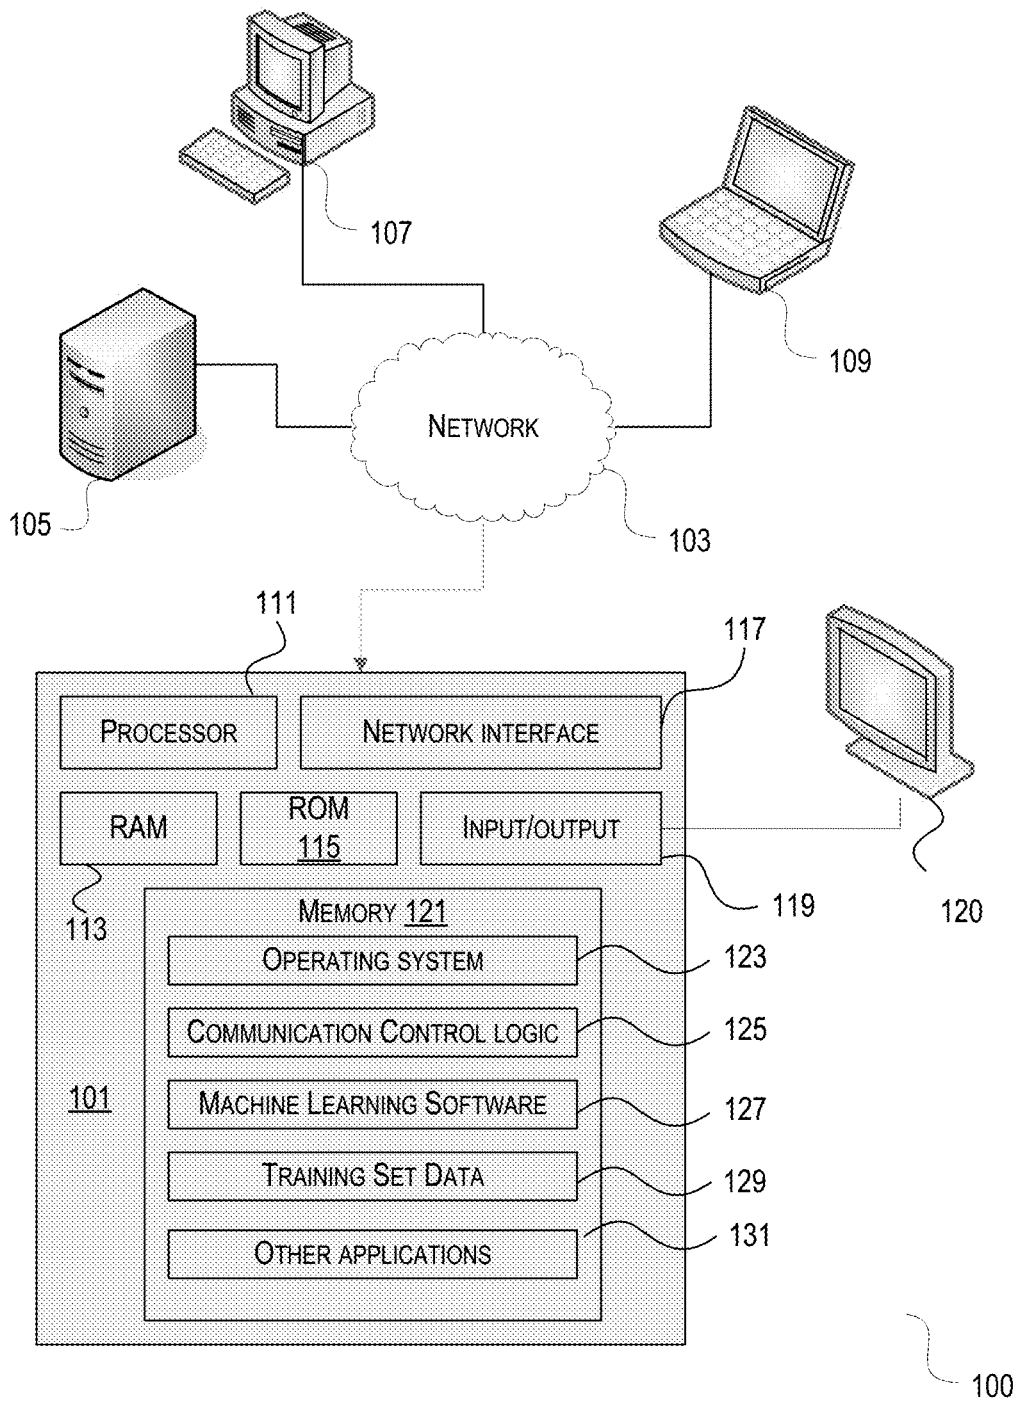 107
109
NETWORK
105
103
111
117
PROCESSOR
NETWORK INTERFACE
RAM
ROM
115
INPUT/OUTPUT
113
119
120
MEMORY 121
OPERATING SYSTEM
123
COMMUNICATION CONTROL LOGIC
125
101
MACHINE LEARNING SOFTWARE
127
TRAINING SET DATA
129
OTHER APPLICATIONS
131
100